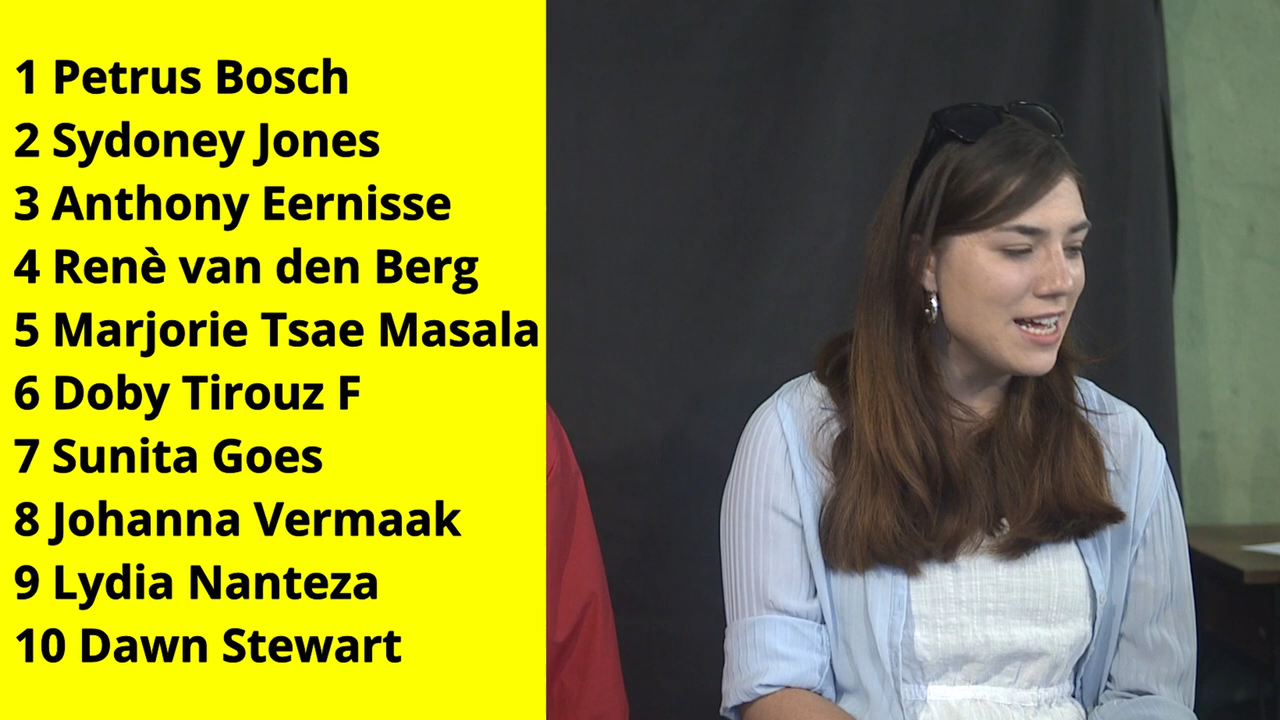 1 Petrus Bosch
2 Sydoney Jones
3 Anthony Eernisse
4 Renè van den Berg
5 Marjorie Tsae Masala
6 Doby Tirouz F
7 Sunita Goes
8 Johanna Vermaak
9 Lydia Nanteza
10 Dawn Stewart